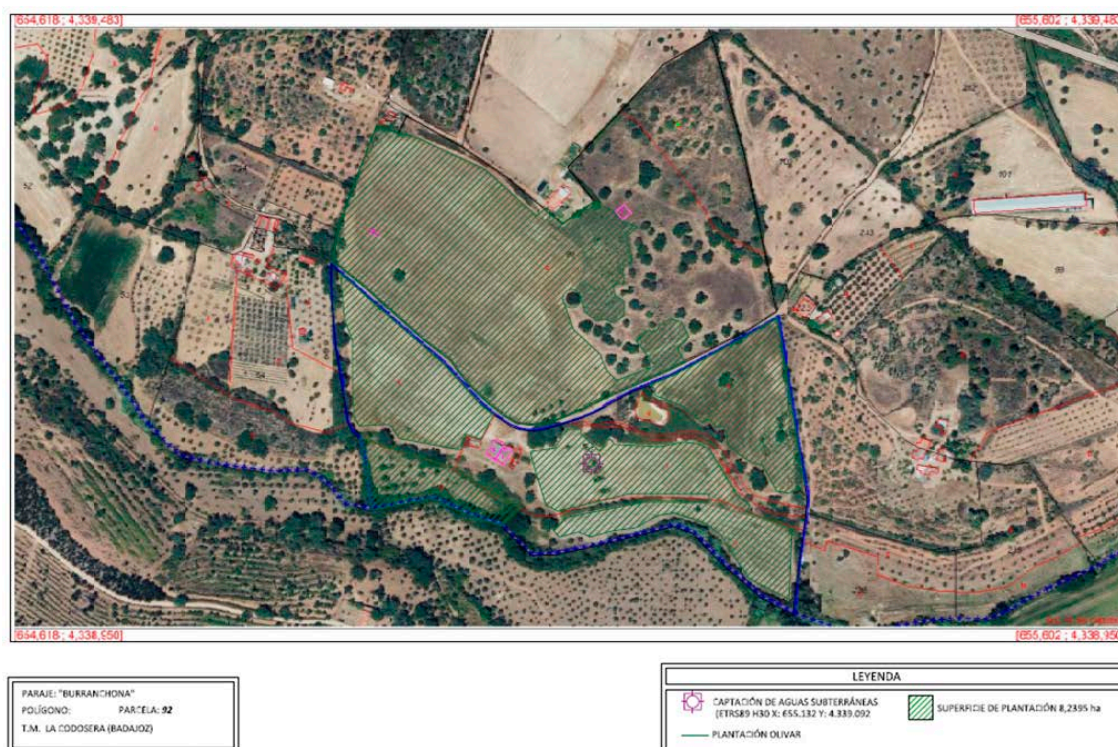 [654,618 ; 4,339,483]
[655,602 ; 4,339,483]
[654,618 ; 4,338,950]
[655,602 ; 4,338,950]
PARAJE: "BURRANCHONA"
POLÍGONO: PARCELA: 92
T.M. LA CODOSERA (BADAJOZ)
LEYENDA
CAPTACIÓN DE AGUAS SUBTERRÁNEAS
(ETRS89 H30 X: 655.132 Y: 4.339.092
SUPERFICIE DE PLANTACIÓN 8,2395 ha
PLANTACIÓN OLIVAR